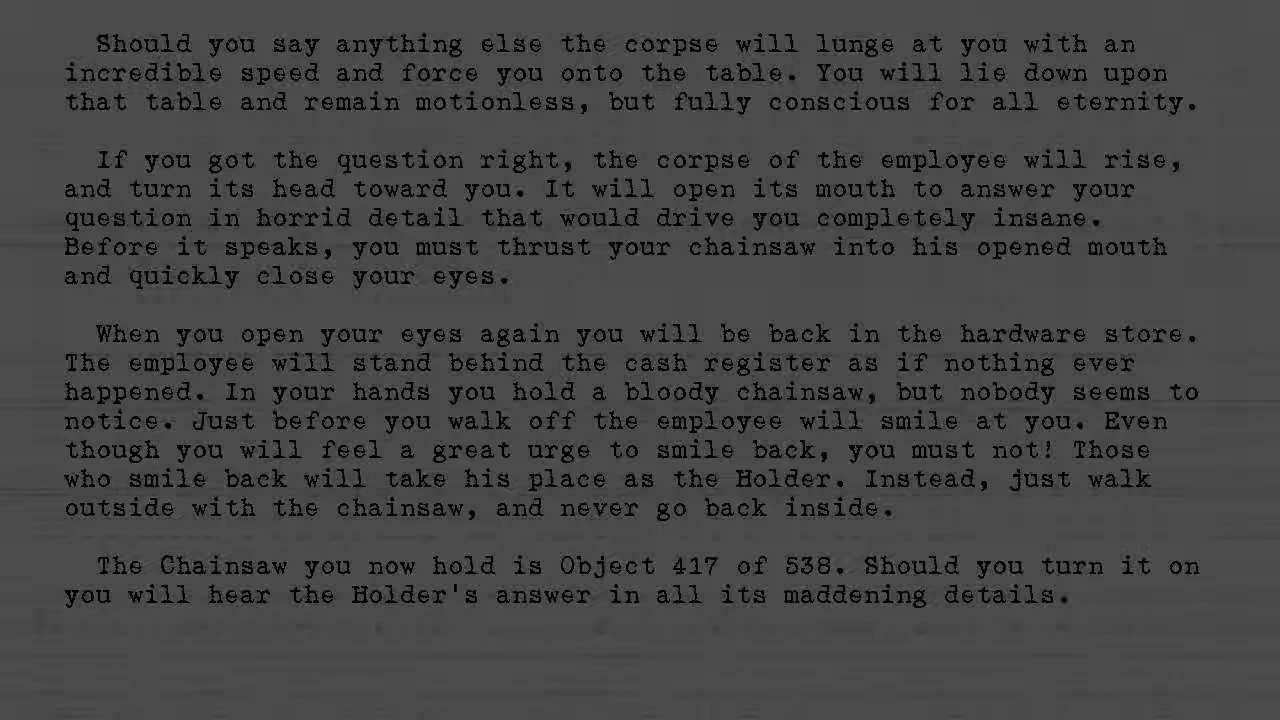 Should you say anything else the corpse will lunge at you with an
incredible speed and force you onto the table. You will lie down upon
that table and remain motionless, but fully conscious for all eternity.
If you got the question right, the corpse of the employee will rise,
and turn its head toward you. It will open its mouth to answer your
question in horrid detail that would drive you completely insane.
Before it speaks, you must thrust your chainsaw into his opened mouth
and quickly close your eyes.
When you open your eyes again you will be back in the hardware store.
The employee will stand behind the cash register as if nothing ever
happened. In your hands you hold a bloody chainsaw, but nobody seems to
notice. Just before you walk off the employee will smile at you. Even
though you will feel a great urge to smile back, you must not! Those
who smile back will take his place as the Holder. Instead, just walk
outside with the chainsaw, and never go back inside.
The Chainsaw you now hold is Object 417 of 538. Should you turn it on
you will hear the Holder's answer in all its maddening details.